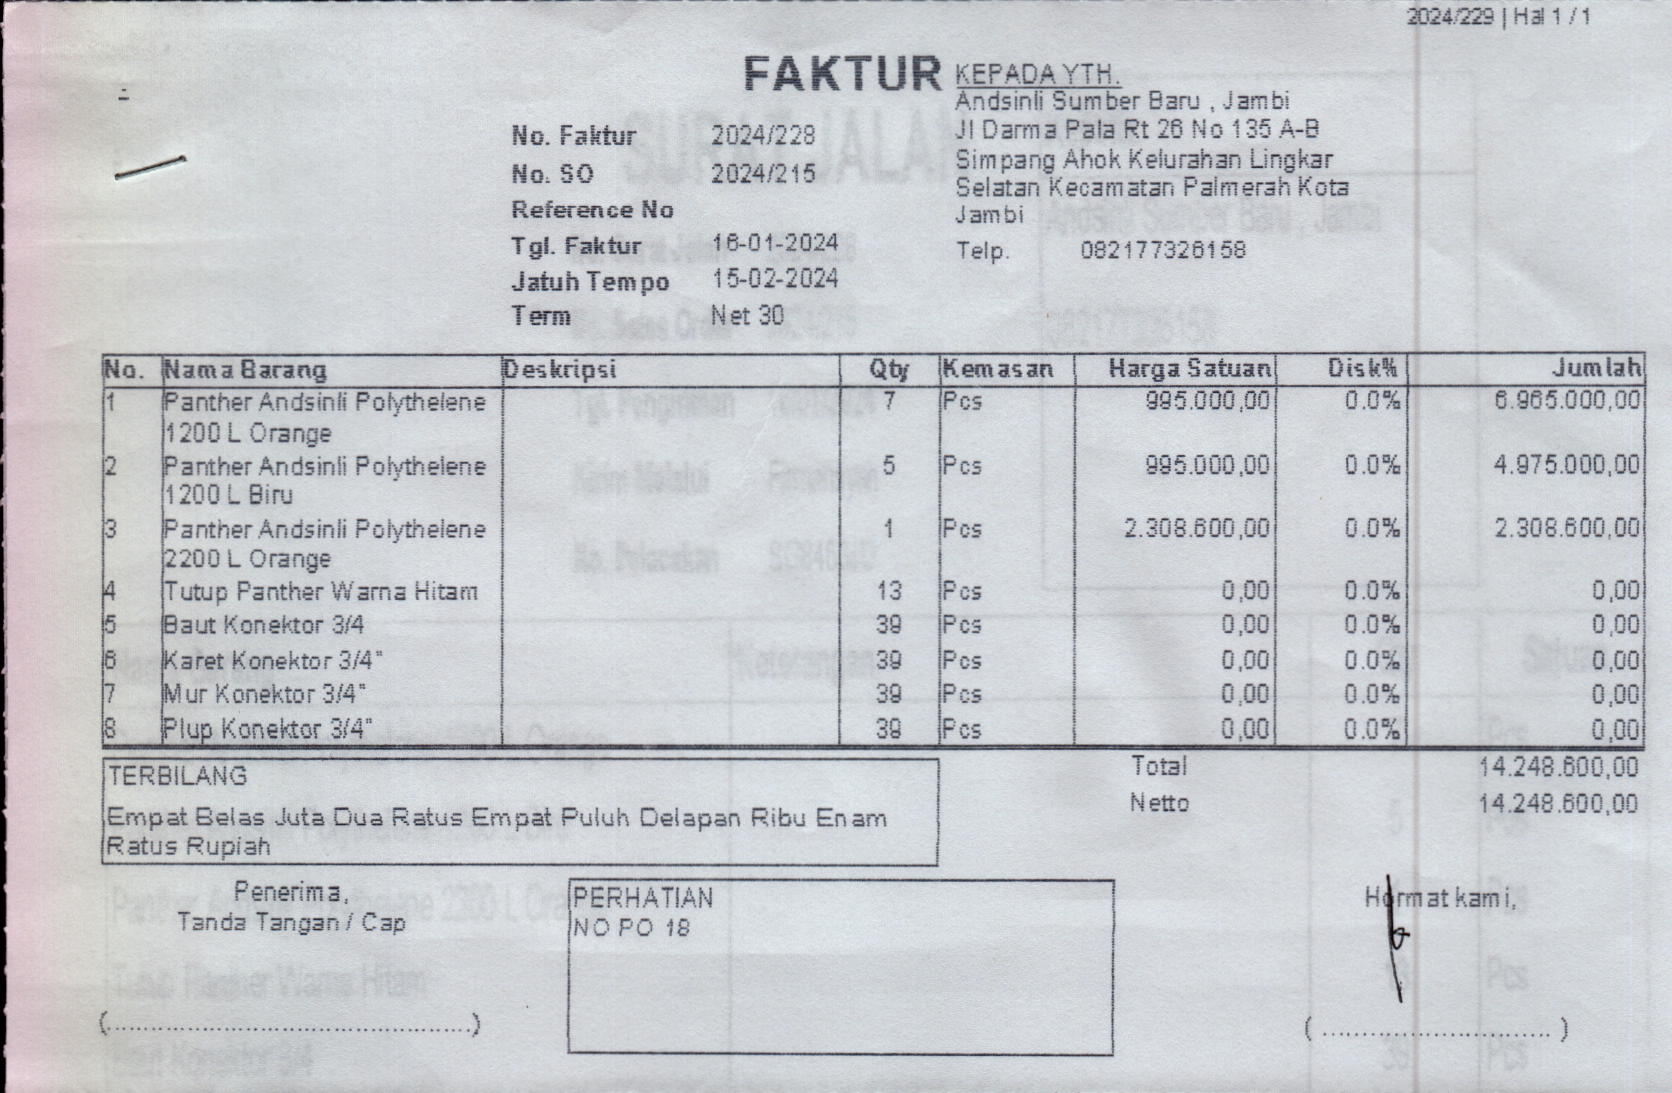 2024/229 | Hal 1 / 1
FAKTUR
KEPADA YTH.
Andsinli Sumber Baru , Jambi
Jl Darma Pala Rt 26 No 135 A-B
Simpang Ahok Kelurahan Lingkar
Selatan Kecamatan Palmerah Kota
Jambi
Telp. 082177326158
No. Faktur 2024/228
No. SO 2024/215
Reference No
Tgl. Faktur 16-01-2024
Jatuh Tempo 15-02-2024
Term Net 30
No. Nama Barang Deskripsi Qty Kemasan Harga Satuan Disk% Jumlah
1 Panther Andsinli Polythelene 7 Pcs 995.000,00 0.0% 6.965.000,00
1200 L Orange
2 Panther Andsinli Polythelene 5 Pcs 995.000,00 0.0% 4.975.000,00
1200 L Biru
3 Panther Andsinli Polythelene 1 Pcs 2.308.600,00 0.0% 2.308.600,00
2200 L Orange
4 Tutup Panther Warna Hitam 13 Pcs 0,00 0.0% 0,00
5 Baut Konektor 3/4 39 Pcs 0,00 0.0% 0,00
6 Karet Konektor 3/4" 39 Pcs 0,00 0.0% 0,00
7 Mur Konektor 3/4" 39 Pcs 0,00 0.0% 0,00
8 Plup Konektor 3/4" 39 Pcs 0,00 0.0% 0,00
Total 14.248.600,00
Netto 14.248.600,00
TERBILANG
Empat Belas Juta Dua Ratus Empat Puluh Delapan Ribu Enam
Ratus Rupiah
Penerima,
Tanda Tangan / Cap
(................................................)
PERHATIAN
NO PO 18
Hormat kami,
( ............................. )